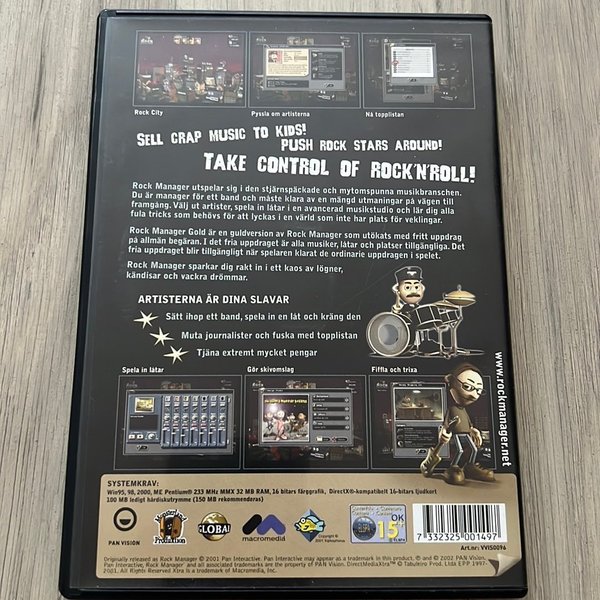 Rock City
Pyssla om artisterna
Nå topplistan
SELL CRAP MUSIC TO KIDS!
PUSH ROCK STARS AROUND!
TAKE CONTROL OF ROCK'N'ROLL!
Rock Manager utspelar sig i den stjärnspäckade och mytomspunna musikbranschen.
Du är manager för ett band och måste klara av en mängd utmaningar på vägen till
framgång. Välj ut artister, spela in låtar i en avancerad musikstudio och lär dig alla
fula tricks som behövs för att lyckas i en värld som inte har plats för veklingar.
Rock Manager Gold är en guldversion av Rock Manager som utökats med fritt uppdrag
på allmän begäran. I det fria uppdraget är alla musiker, låtar och platser tillgängliga. Det
fria uppdraget blir tillgängligt när spelaren klarat de ordinarie uppdragen i spelet.
Rock Manager sparkar dig rakt in i ett kaos av lögner,
kändisar och vackra drömmar.
ARTISTERNA ÄR DINA SLAVAR
Sätt ihop ett band, spela in en låt och kräng den
Muta journalister och fuska med topplistan
Tjäna extremt mycket pengar
www.rockmanager.net
Spela in låtar
Gör skivomslag
Fiffla och trixa
SYSTEMKRAV:
Win95, 98, 2000, ME Pentium® 233 MHz MMX 32 MB RAM, 16 bitars färggrafik, DirectX®-kompatibelt 16-bitars ljudkort
100 MB ledigt hårdiskutrymme (150 MB rekommenderas)
PAN VISION
Monster
Produktion
GLOBAL
macromedia
15
OK
7 332325 001497
Art.nr: VVIS0096
Originally released as Rock Manager © 2001 Pan Interactive. Pan Interactive may appear as a trademark in this product. ® and © 2002 PAN Vision.
PAN Vision, Rock Manager and all associated related trademarks are the property of PAN Vision. DirectMediaXtra™ © Tabuleiro Prod. Ltda EPP 1997-
2001. All Rights Reserved Xtra is a trademark of Macromedia, Inc.